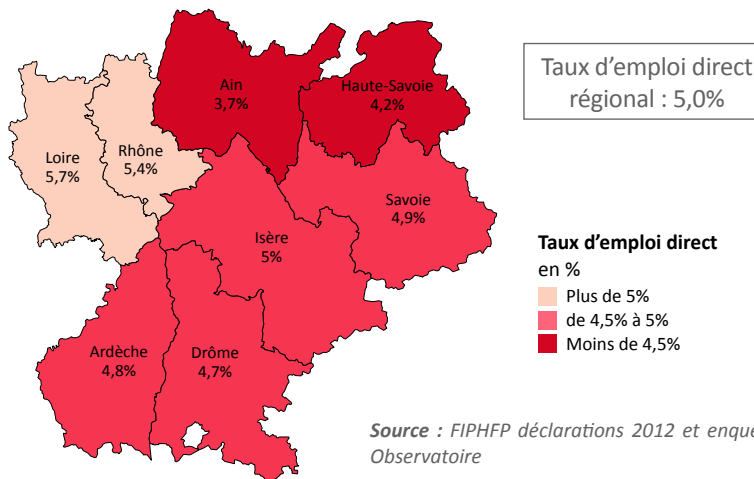 Taux d'emploi direct
régional : 5,0%
Ain
3,7%
Haute-Savoie
4,2%
Loire
5,7%
Rhône
5,4%
Savoie
4,9%
Isère
5%
Ardèche
4,8%
Drôme
4,7%
Taux d'emploi direct
en %
Plus de 5%
de 4,5% à 5%
Moins de 4,5%
Source : FIPHFP déclarations 2012 et enquê
Observatoire